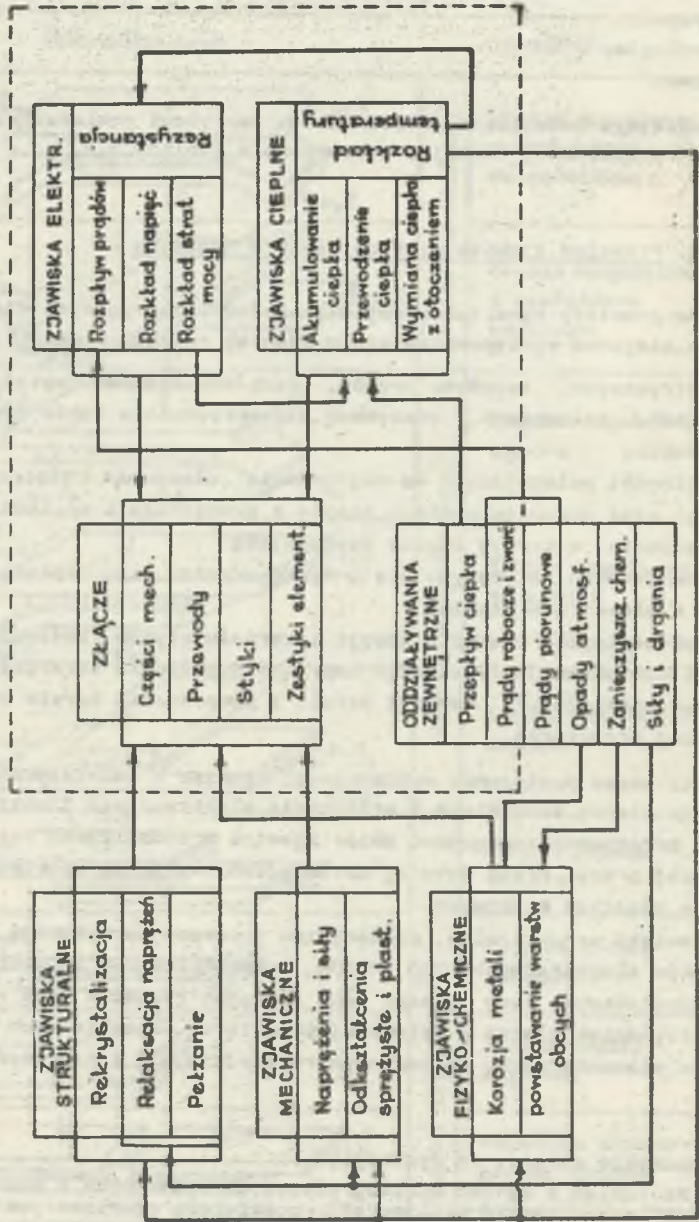 ZJAWISKA
STRUKTURALNE
Rekrystalizacja
Relaksacja naprężeń
Pełzanie
ZJAWISKA
MECHANICZNE
Naprężenia i siły
Odkształcenia
sprężyste i plast.
ZJAWISKA
FIZYKO-CHEMICZNE
Korozja metali
powstawanie warstw
obcych
ZŁĄCZE
Części mech.
Przewody
Styki
Zestyki element.
ODDZIAŁYWANIA
ZEWNĘTRZNE
Przepływ ciepła
Prądy robocze i zwarć
Prądy piorunowe
Opady atmosf.
Zanieczyszcz. chem.
Siły i drgania
ZJAWISKA ELEKTR.
Rozpływ prądów
Rozkład napięć
Rozkład strat
mocy
Rezystancja
ZJAWISKA CIEPLNE
Akumulowanie
ciepła
Przewodzenie
ciepła
Wymiana ciepła
z otoczeniem
Rozkład
temperatury